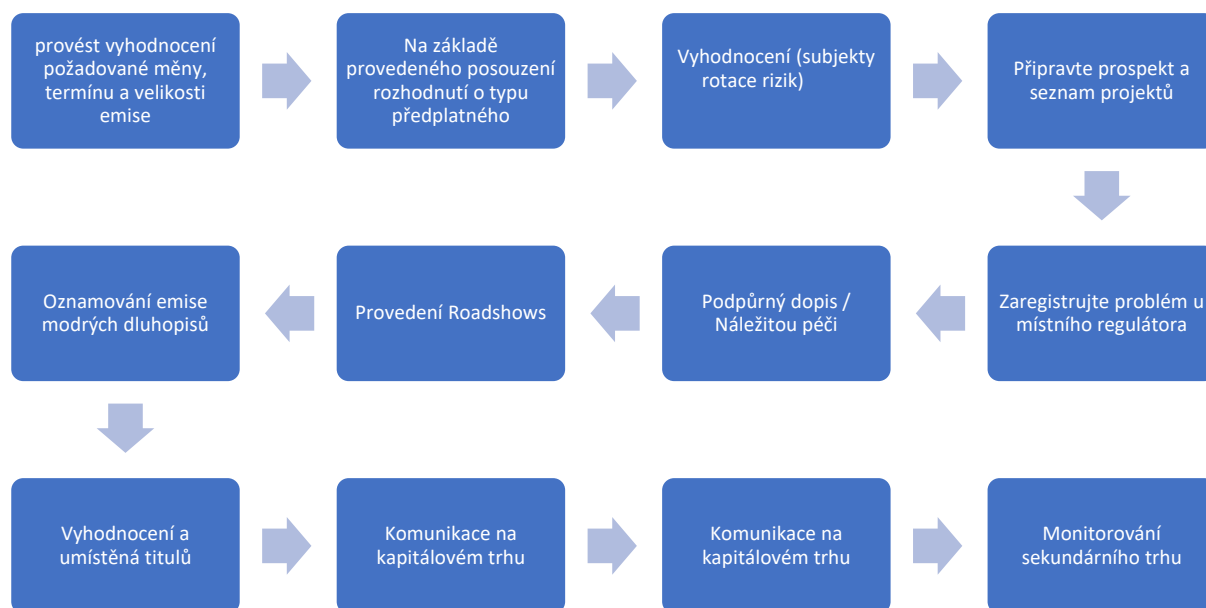 provést vyhodnocení
požadované měny,
termínu a velikosti
emise
Na základě
provedeného posouzení
rozhodnutí o typu
předplatného
Vyhodnocení (subjekty
rotace rizik)
Připravte prospekt a
seznam projektů
Zaregistrujte problém u
místního regulátora
Podpůrný dopis /
Náležitou péči
Provedení Roadshows
Oznamování emise
modrých dluhopisů
Vyhodnocení a
umístěná titulů
Komunikace na
kapitálovém trhu
Komunikace na
kapitálovém trhu
Monitorování
sekundárního trhu